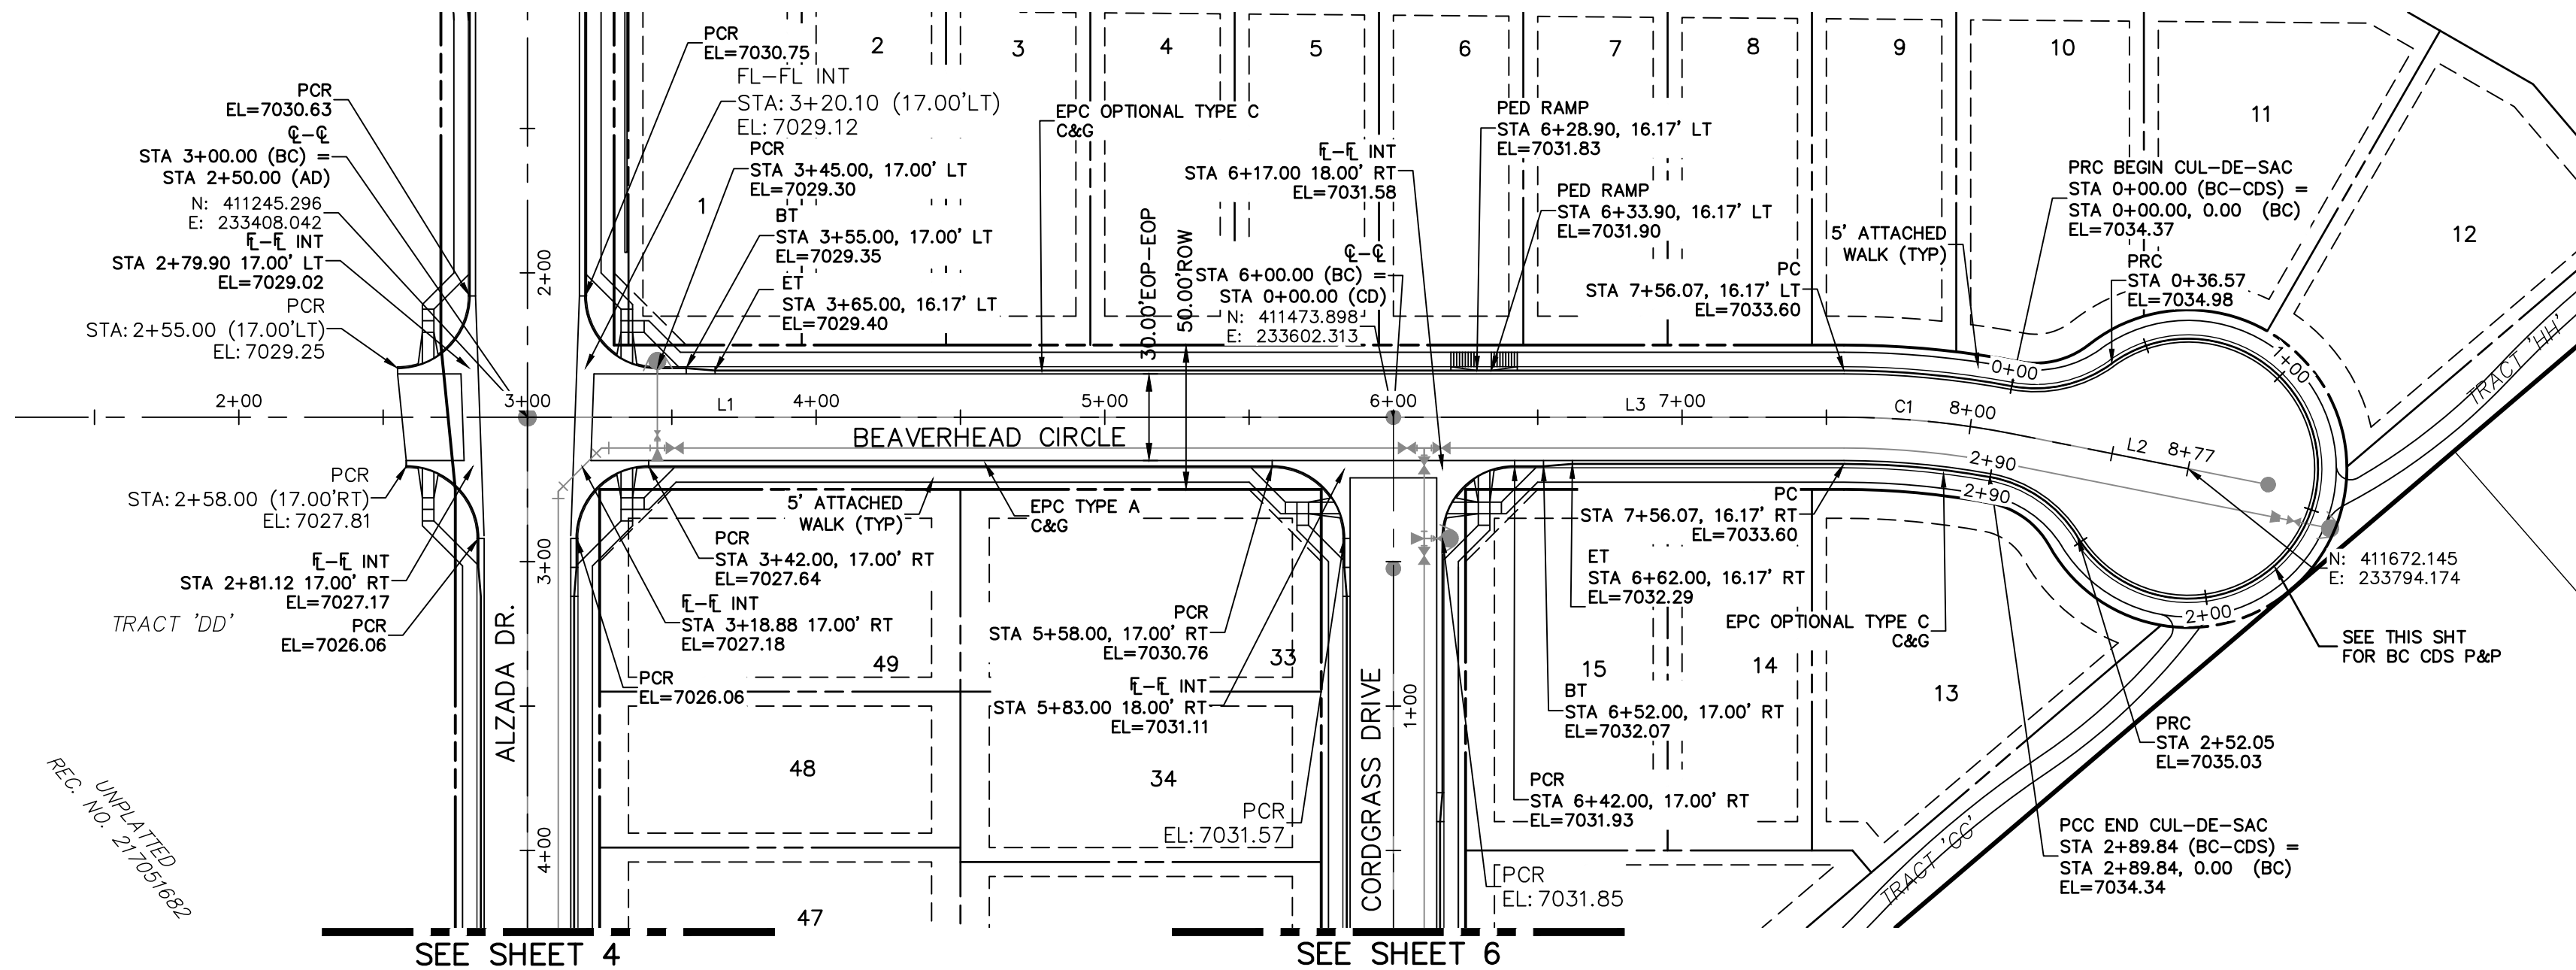 PCR
EL=7030.63
℄-℄
STA 3+00.00 (BC) =
STA 2+50.00 (AD)
N: 411245.296
E: 233408.042
FL-FL INT
STA 2+79.90 17.00' LT
EL=7029.02
PCR
STA: 2+55.00 (17.00'LT)
EL: 7029.25
PCR
STA: 2+58.00 (17.00'RT)
EL: 7027.81
FL-FL INT
STA 2+81.12 17.00' RT
EL=7027.17
TRACT 'DD'
PCR
EL=7026.06
UNPLATTED
REC. NO. 217051682
PCR
EL=7030.75
FL-FL INT
STA: 3+20.10 (17.00'LT)
EL: 7029.12
PCR
STA 3+45.00, 17.00' LT
EL=7029.30
BT
STA 3+55.00, 17.00' LT
EL=7029.35
ET
STA 3+65.00, 16.17' LT
EL=7029.40
1
2
3
4
5
6
7
8
9
10
11
12
EPC OPTIONAL TYPE C
C&G
FL-FL INT
STA 6+17.00 18.00' RT
EL=7031.58
30.00'EOP-EOP
50.00'ROW
℄-℄
STA 6+00.00 (BC) =
STA 0+00.00 (CD)
N: 411473.898
E: 233602.313
PED RAMP
STA 6+28.90, 16.17' LT
EL=7031.83
PED RAMP
STA 6+33.90, 16.17' LT
EL=7031.90
PC
STA 7+56.07, 16.17' LT
EL=7033.60
5' ATTACHED
WALK (TYP)
PRC BEGIN CUL-DE-SAC
STA 0+00.00 (BC-CDS) =
STA 0+00.00, 0.00 (BC)
EL=7034.37
PRC
STA 0+36.57
EL=7034.98
TRACT 'HH'
2+00
3+00
L1
4+00
5+00
6+00
L3
7+00
C1
8+00
L2
8+77
0+00
1+00
2+00
2+90
2+90
BEAVERHEAD CIRCLE
2+00
3+00
4+00
ALZADA DR.
5' ATTACHED
WALK (TYP)
EPC TYPE A
C&G
PCR
STA 3+42.00, 17.00' RT
EL=7027.64
FL-FL INT
STA 3+18.88 17.00' RT
EL=7027.18
PCR
EL=7026.06
49
48
47
33
34
PCR
STA 5+58.00, 17.00' RT
EL=7030.76
FL-FL INT
STA 5+83.00 18.00' RT
EL=7031.11
PCR
EL: 7031.57
CORDGRASS DRIVE
1+00
PC
STA 7+56.07, 16.17' RT
EL=7033.60
ET
STA 6+62.00, 16.17' RT
EL=7032.29
EPC OPTIONAL TYPE C
C&G
15
14
13
BT
STA 6+52.00, 17.00' RT
EL=7032.07
PCR
STA 6+42.00, 17.00' RT
EL=7031.93
PCR
EL: 7031.85
N: 411672.145
E: 233794.174
SEE THIS SHT
FOR BC CDS P&P
PRC
STA 2+52.05
EL=7035.03
PCC END CUL-DE-SAC
STA 2+89.84 (BC-CDS) =
STA 2+89.84, 0.00 (BC)
EL=7034.34
TRACT 'GG'
SEE SHEET 4
SEE SHEET 6